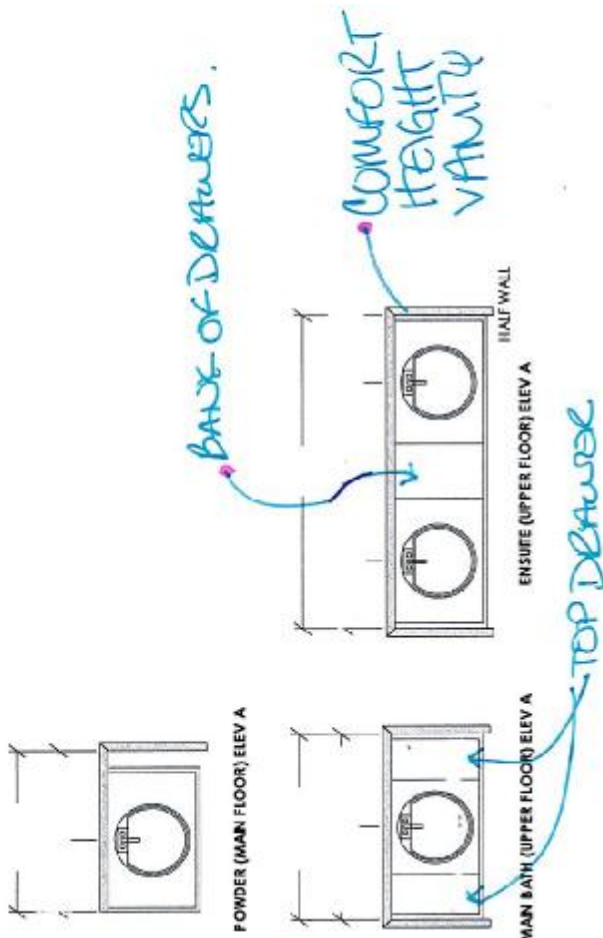 BANK OF DRAWERS.
COMFORT
HEIGHT
VANITY
HALF WALL
ENSUITE (UPPER FLOOR) ELEV A
TOP DRAWER
POWDER (MAIN FLOOR) ELEV A
MAIN BATH (UPPER FLOOR) ELEV A